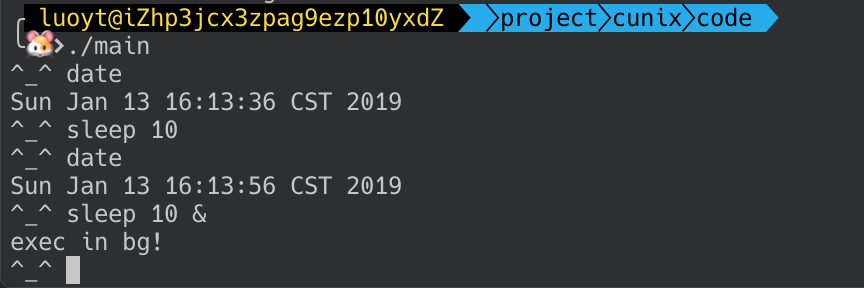 luoyt@iZhp3jcx3zpag9ezp10yxdZ project cunix code
./main
^_^ date
Sun Jan 13 16:13:36 CST 2019
^_^ sleep 10
^_^ date
Sun Jan 13 16:13:56 CST 2019
^_^ sleep 10 &
exec in bg!
^_^